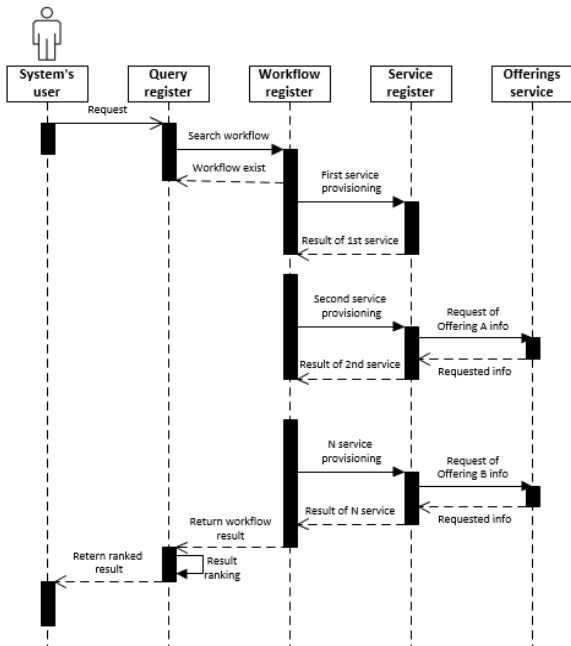 System's
user
Query
register
Workflow
register
Service
register
Offerings
service
Request
Search workflow
Workflow exist
First service
provisioning
Result of 1st service
Second service
provisioning
Request of
Offering A info
Result of 2nd service
Requested info
N service
provisioning
Request of
Offering B info
Result of N service
Requested info
Return workflow
result
Result
ranking
Retern ranked
result